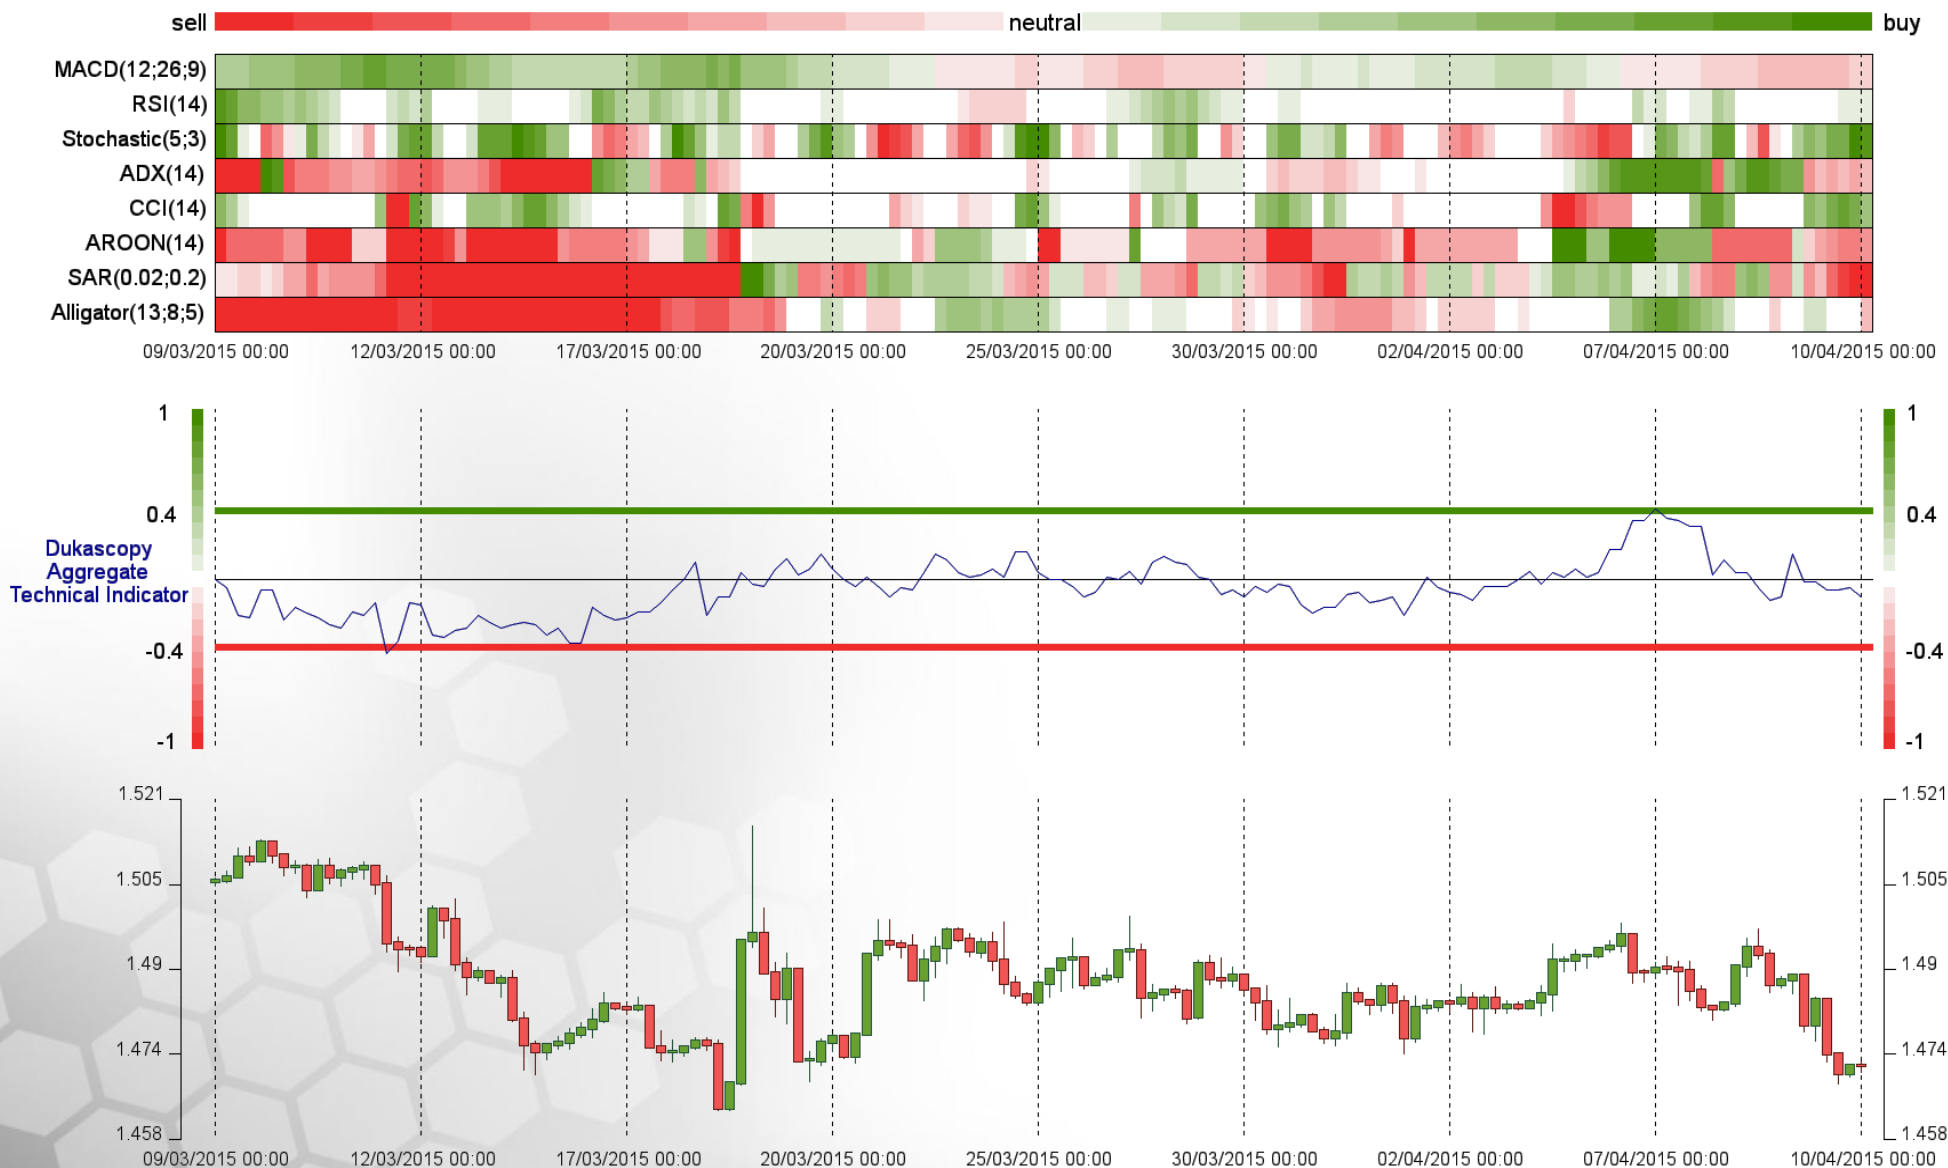 sell neutral buy
MACD(12;26;9)
RSI(14)
Stochastic(5;3)
ADX(14)
CCI(14)
AROON(14)
SAR(0.02;0.2)
Alligator(13;8;5)
09/03/2015 00:00 12/03/2015 00:00 17/03/2015 00:00 20/03/2015 00:00 25/03/2015 00:00 30/03/2015 00:00 02/04/2015 00:00 07/04/2015 00:00 10/04/2015 00:00
1 1
0.4 0.4
Dukascopy
Aggregate
Technical Indicator
-0.4 -0.4
-1 -1
1.521 1.521
1.505 1.505
1.49 1.49
1.474 1.474
1.458 1.458
09/03/2015 00:00 12/03/2015 00:00 17/03/2015 00:00 20/03/2015 00:00 25/03/2015 00:00 30/03/2015 00:00 02/04/2015 00:00 07/04/2015 00:00 10/04/2015 00:00